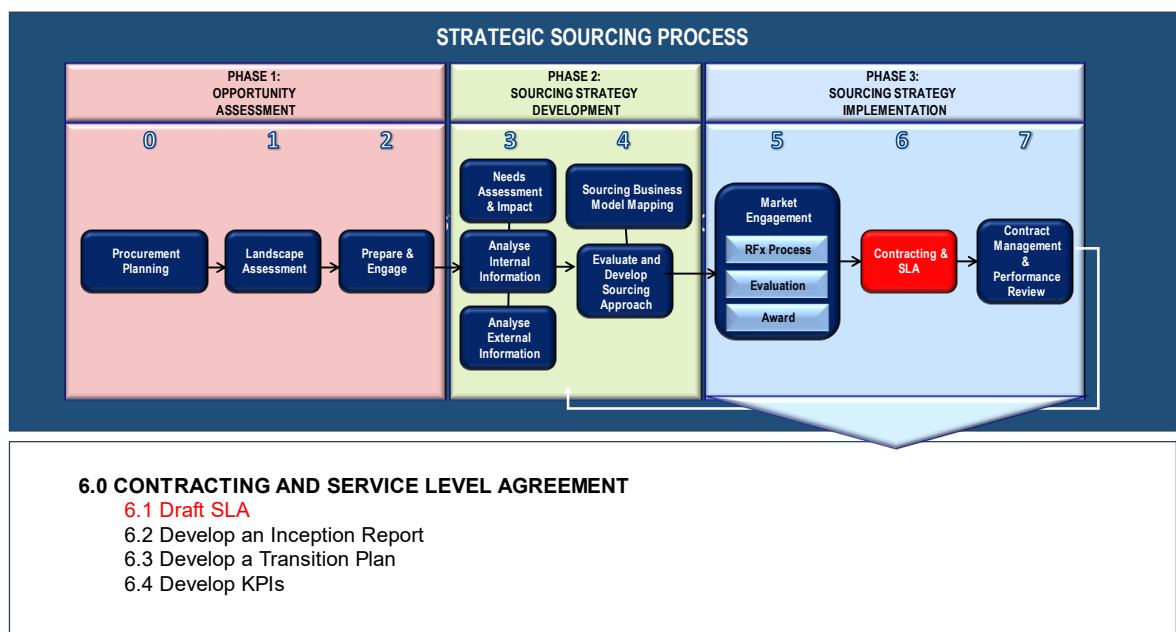 STRATEGIC SOURCING PROCESS
PHASE 1:
OPPORTUNITY
ASSESSMENT
PHASE 2:
SOURCING STRATEGY
DEVELOPMENT
PHASE 3:
SOURCING STRATEGY
IMPLEMENTATION
0
1
2
3
4
5
6
7
Procurement
Planning
Landscape
Assessment
Prepare &
Engage
Needs
Assessment
& Impact
Analyse
Internal
Information
Analyse
External
Information
Sourcing Business
Model Mapping
Evaluate and
Develop
Sourcing
Approach
Market
Engagement
RFx Process
Evaluation
Award
Contracting &
SLA
Contract
Management
&
Performance
Review
6.0 CONTRACTING AND SERVICE LEVEL AGREEMENT
6.1 Draft SLA
6.2 Develop an Inception Report
6.3 Develop a Transition Plan
6.4 Develop KPIs